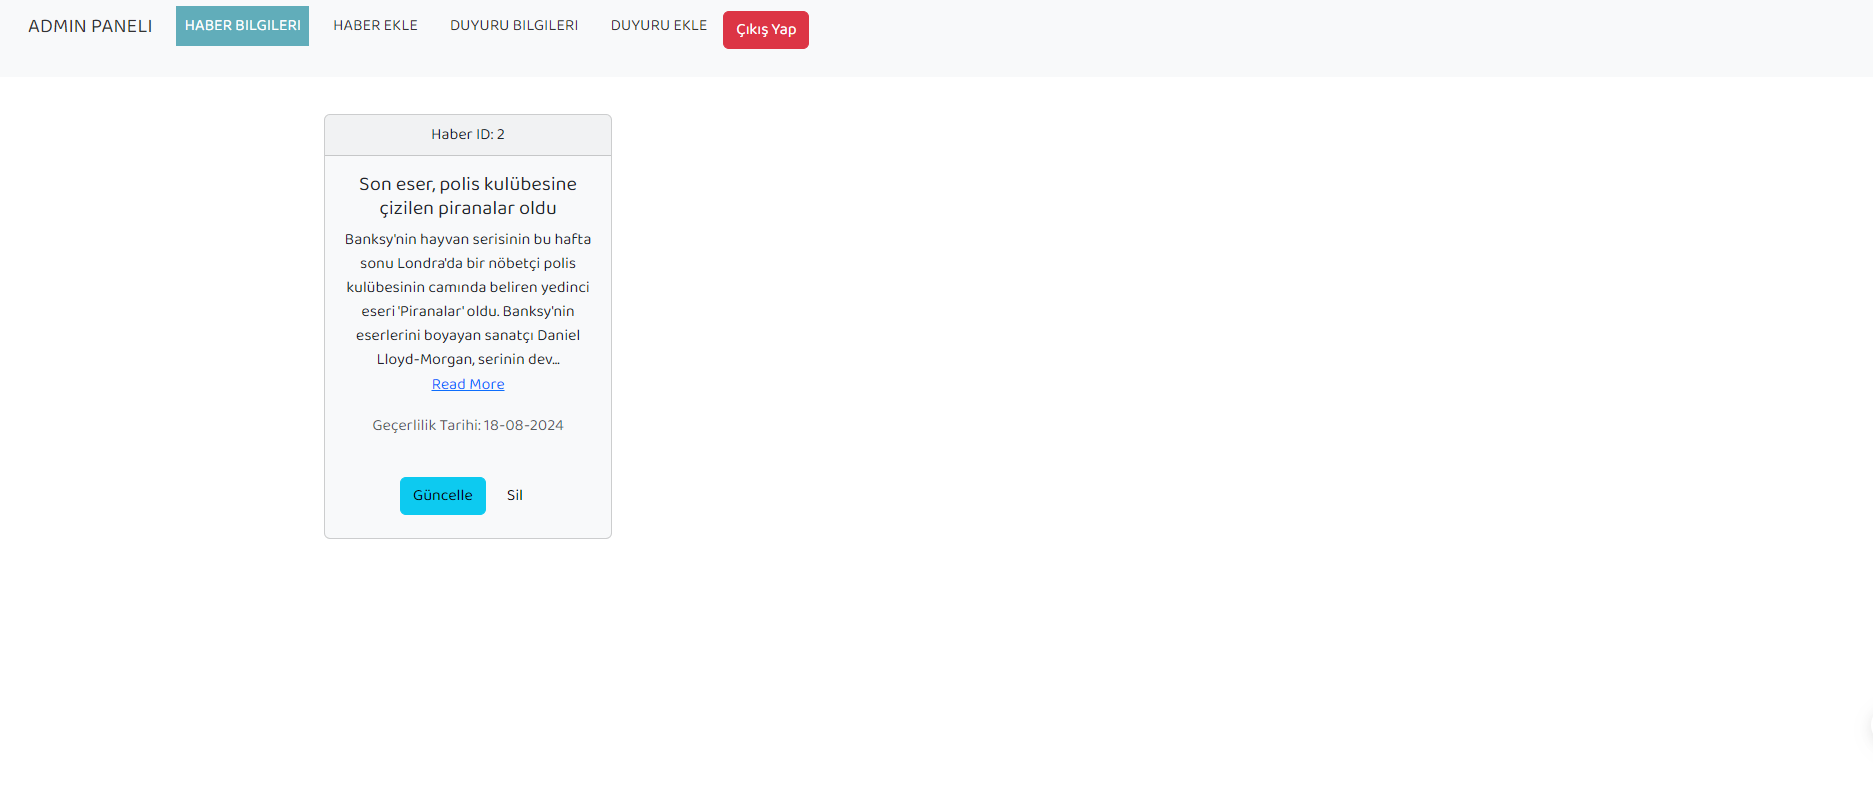 ADMIN PANELI HABER BILGILERI HABER EKLE DUYURU BILGILERI DUYURU EKLE Çıkış Yap
Haber ID: 2
Son eser, polis kulübesine
çizilen piranalar oldu
Banksy'nin hayvan serisinin bu hafta
sonu Londra'da bir nöbetçi polis
kulübesinin camında beliren yedinci
eseri 'Piranalar' oldu. Banksy'nin
eserlerini boyayan sanatçı Daniel
Lloyd-Morgan, serinin dev...
Read More
Geçerlilik Tarihi: 18-08-2024
Güncelle Sil